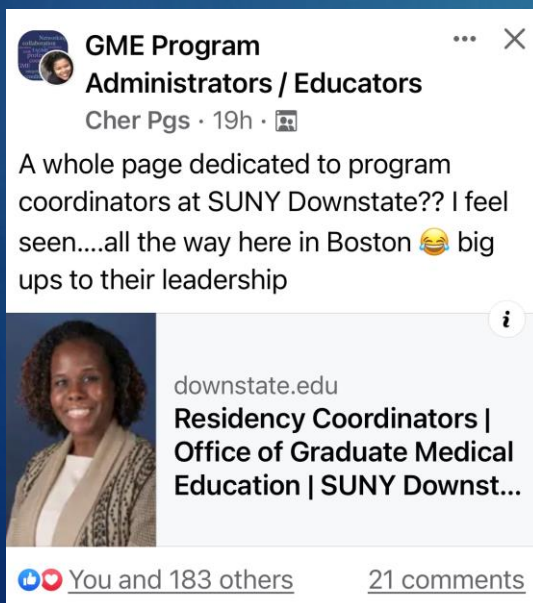 GME Program
Administrators / Educators
Cher Pgs · 19h ·
A whole page dedicated to program
coordinators at SUNY Downstate?? I feel
seen....all the way here in Boston 😂 big
ups to their leadership
downstate.edu
Residency Coordinators |
Office of Graduate Medical
Education | SUNY Downst...
You and 183 others 21 comments